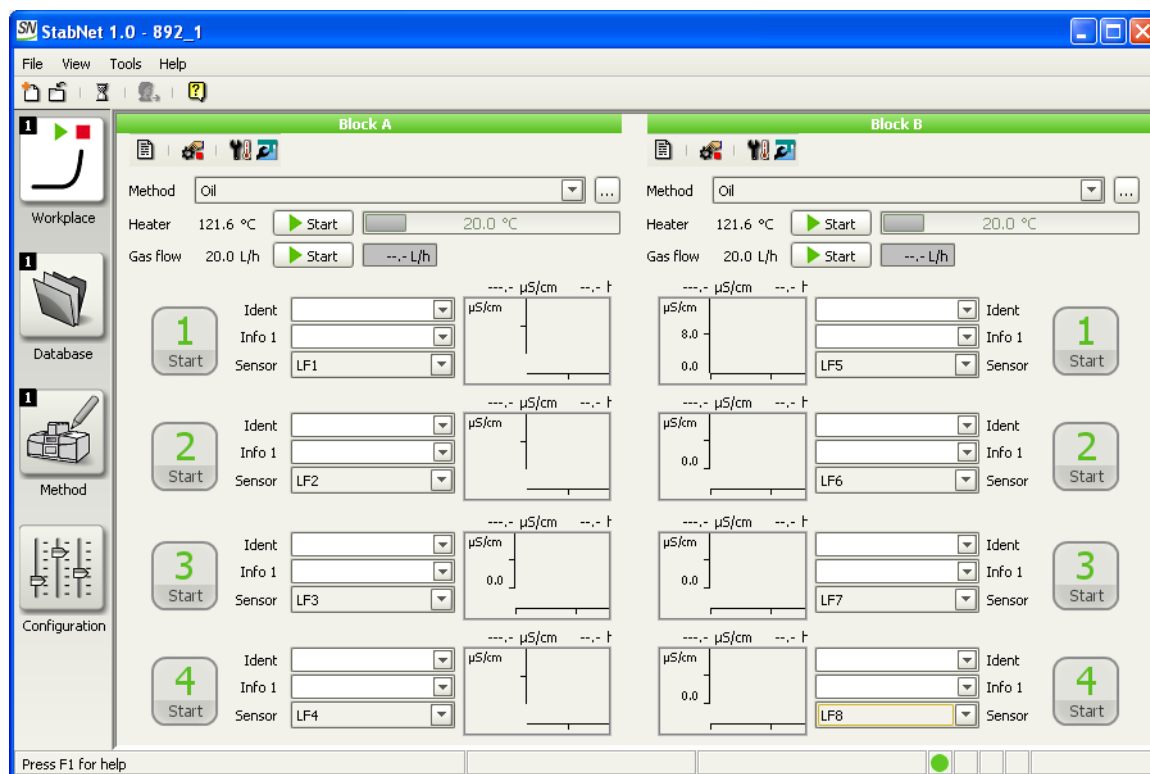 SN StabNet 1.0 - 892_1
File View Tools Help
1
Workplace
1
Database
1
Method
Configuration
Block A
Method Oil ...
Heater 121.6 °C Start 20.0 °C
Gas flow 20.0 L/h Start --,- L/h
---,- µS/cm --,- h
1 Start Ident µS/cm
Info 1
Sensor LF1
---,- µS/cm --,- h
2 Start Ident µS/cm
Info 1
Sensor LF2
---,- µS/cm --,- h
3 Start Ident µS/cm
Info 1 0.0
Sensor LF3
---,- µS/cm --,- h
4 Start Ident µS/cm
Info 1
Sensor LF4
Block B
Method Oil ...
Heater 121.6 °C Start 20.0 °C
Gas flow 20.0 L/h Start --,- L/h
---,- µS/cm --,- h
µS/cm Ident 1 Start
8.0 Info 1
0.0 LF5 Sensor
---,- µS/cm --,- h
µS/cm Ident 2 Start
0.0 Info 1
LF6 Sensor
---,- µS/cm --,- h
µS/cm Ident 3 Start
0.0 Info 1
LF7 Sensor
---,- µS/cm --,- h
µS/cm Ident 4 Start
0.0 Info 1
LF8 Sensor
Press F1 for help